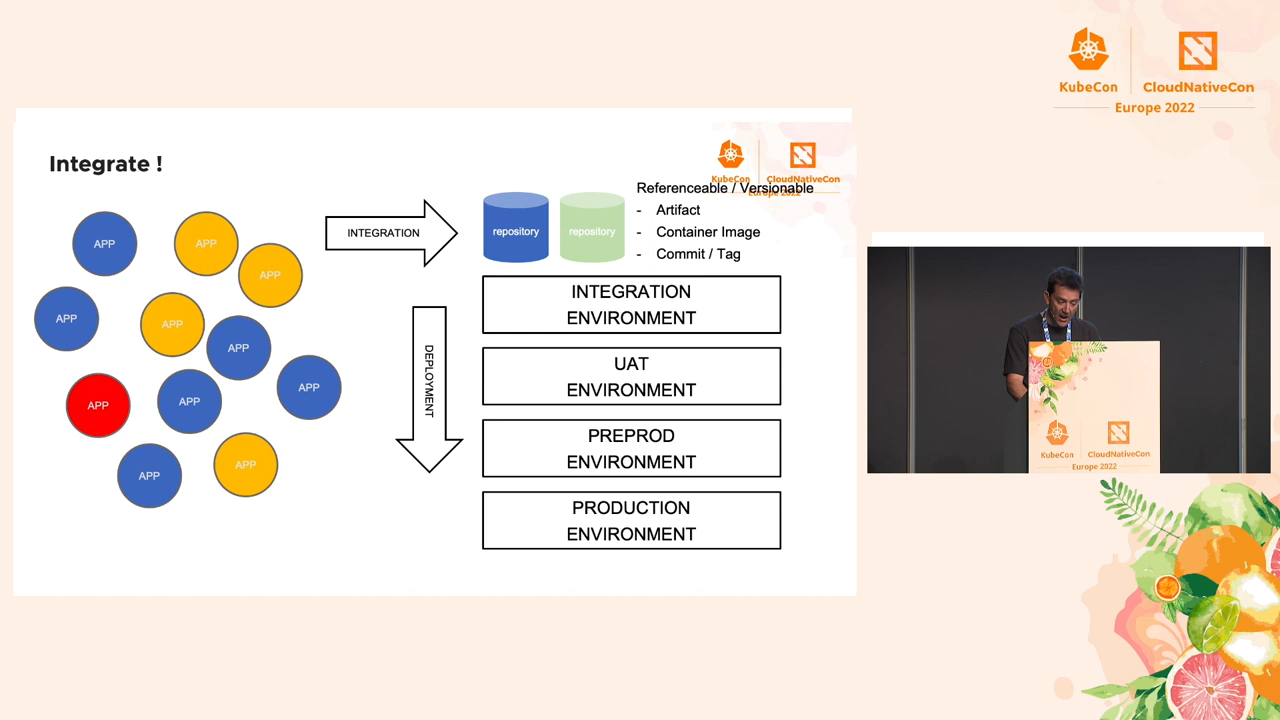 KubeCon
CloudNativeCon
Europe 2022
Integrate !
KubeCon
CloudNativeCon
Europe 2022
APP
APP
APP
APP
APP
APP
APP
APP
APP
APP
APP
INTEGRATION
DEPLOYMENT
repository
repository
Referenceable / Versionable
- Artifact
- Container Image
- Commit / Tag
INTEGRATION
ENVIRONMENT
UAT
ENVIRONMENT
PREPROD
ENVIRONMENT
PRODUCTION
ENVIRONMENT
KubeCon
CloudNativeCon
Europe 2022